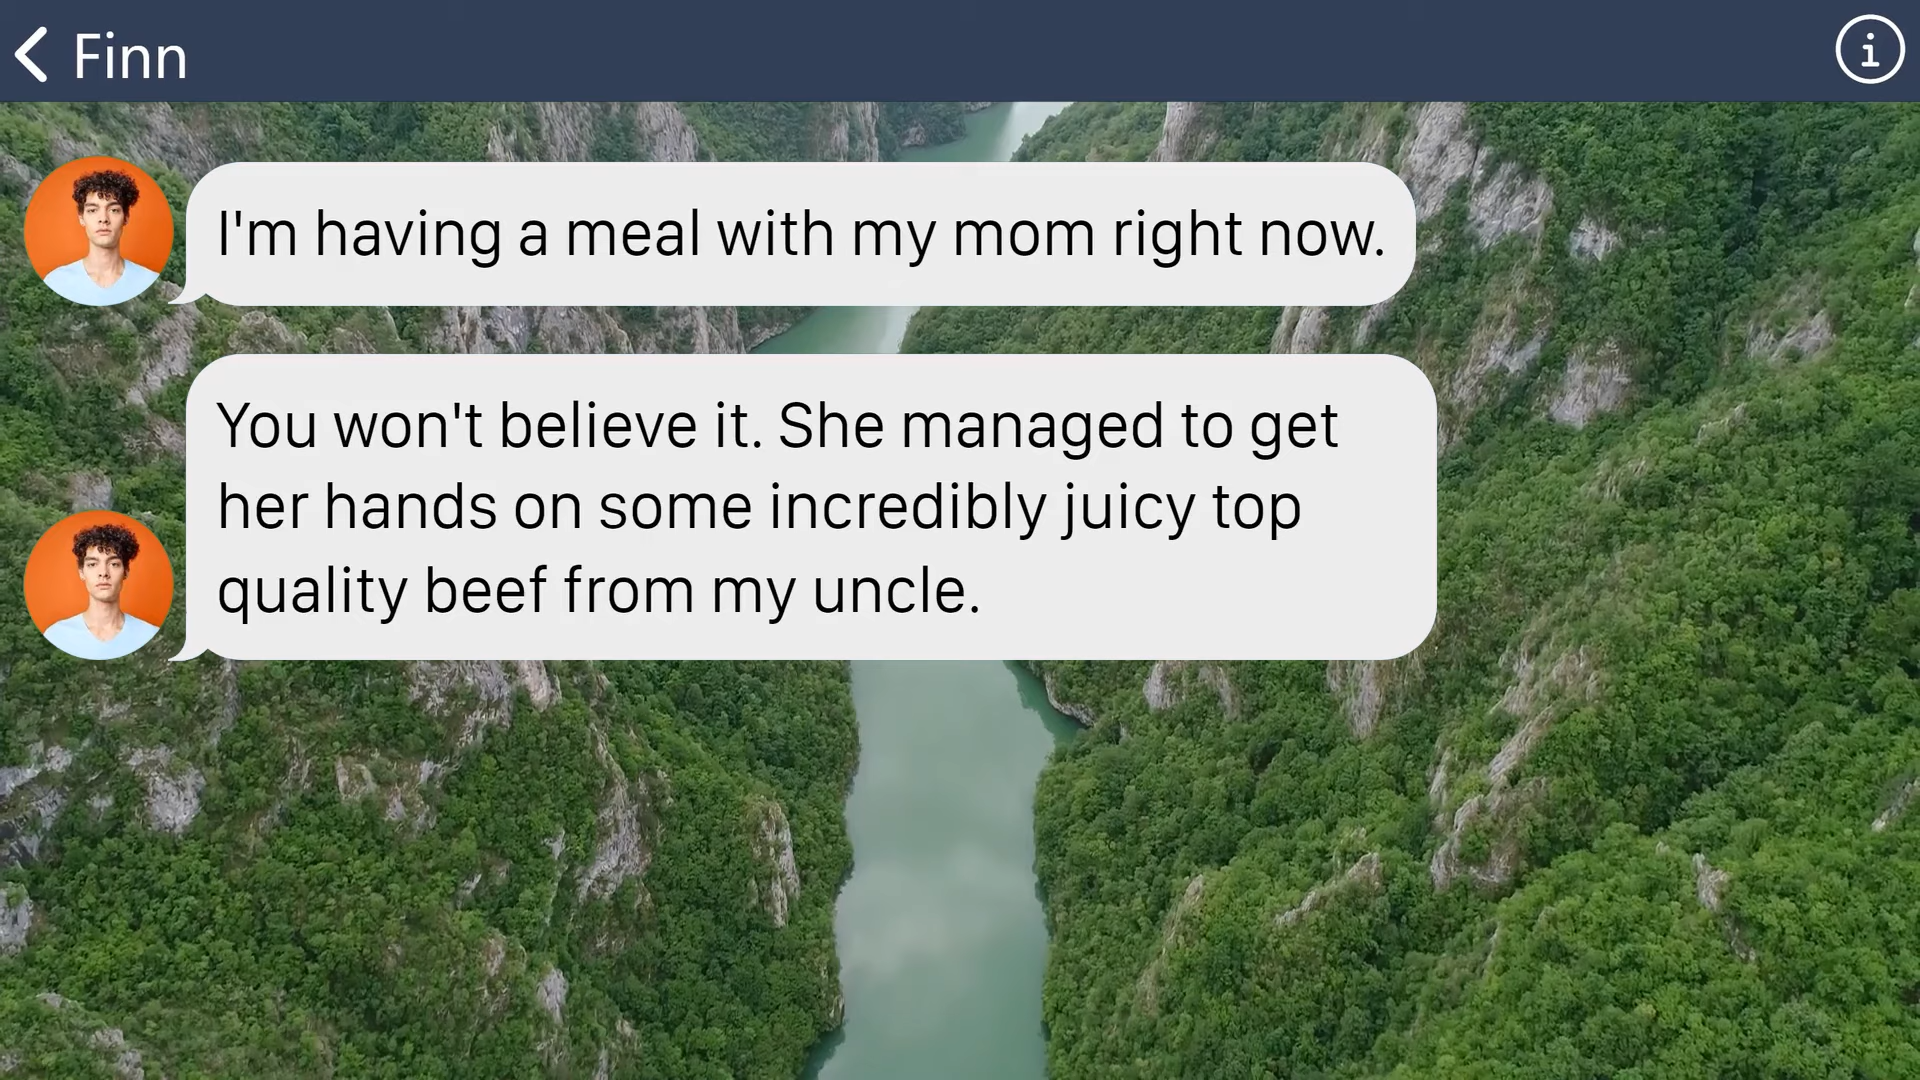 Finn
I'm having a meal with my mom right now.
You won't believe it. She managed to get
her hands on some incredibly juicy top
quality beef from my uncle.